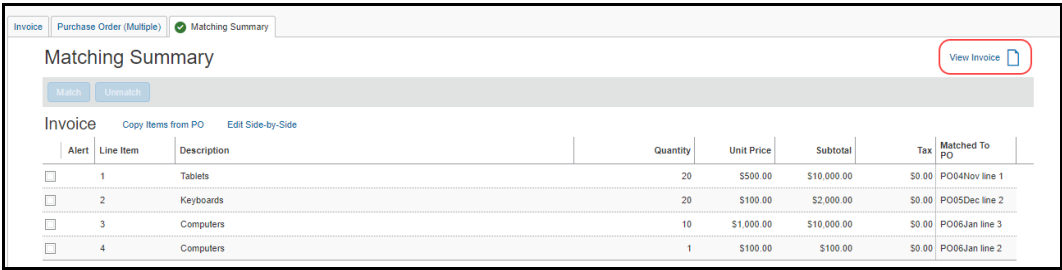 Invoice Purchase Order (Multiple) Matching Summary
Matching Summary
View Invoice
Match Unmatch
Invoice Copy Items from PO Edit Side-by-Side
Alert Line Item Description Quantity Unit Price Subtotal Tax Matched To PO
1 Tablets 20 $500.00 $10,000.00 $0.00 PO04Nov line 1
2 Keyboards 20 $100.00 $2,000.00 $0.00 PO05Dec line 2
3 Computers 10 $1,000.00 $10,000.00 $0.00 PO06Jan line 3
4 Computers 1 $100.00 $100.00 $0.00 PO06Jan line 2